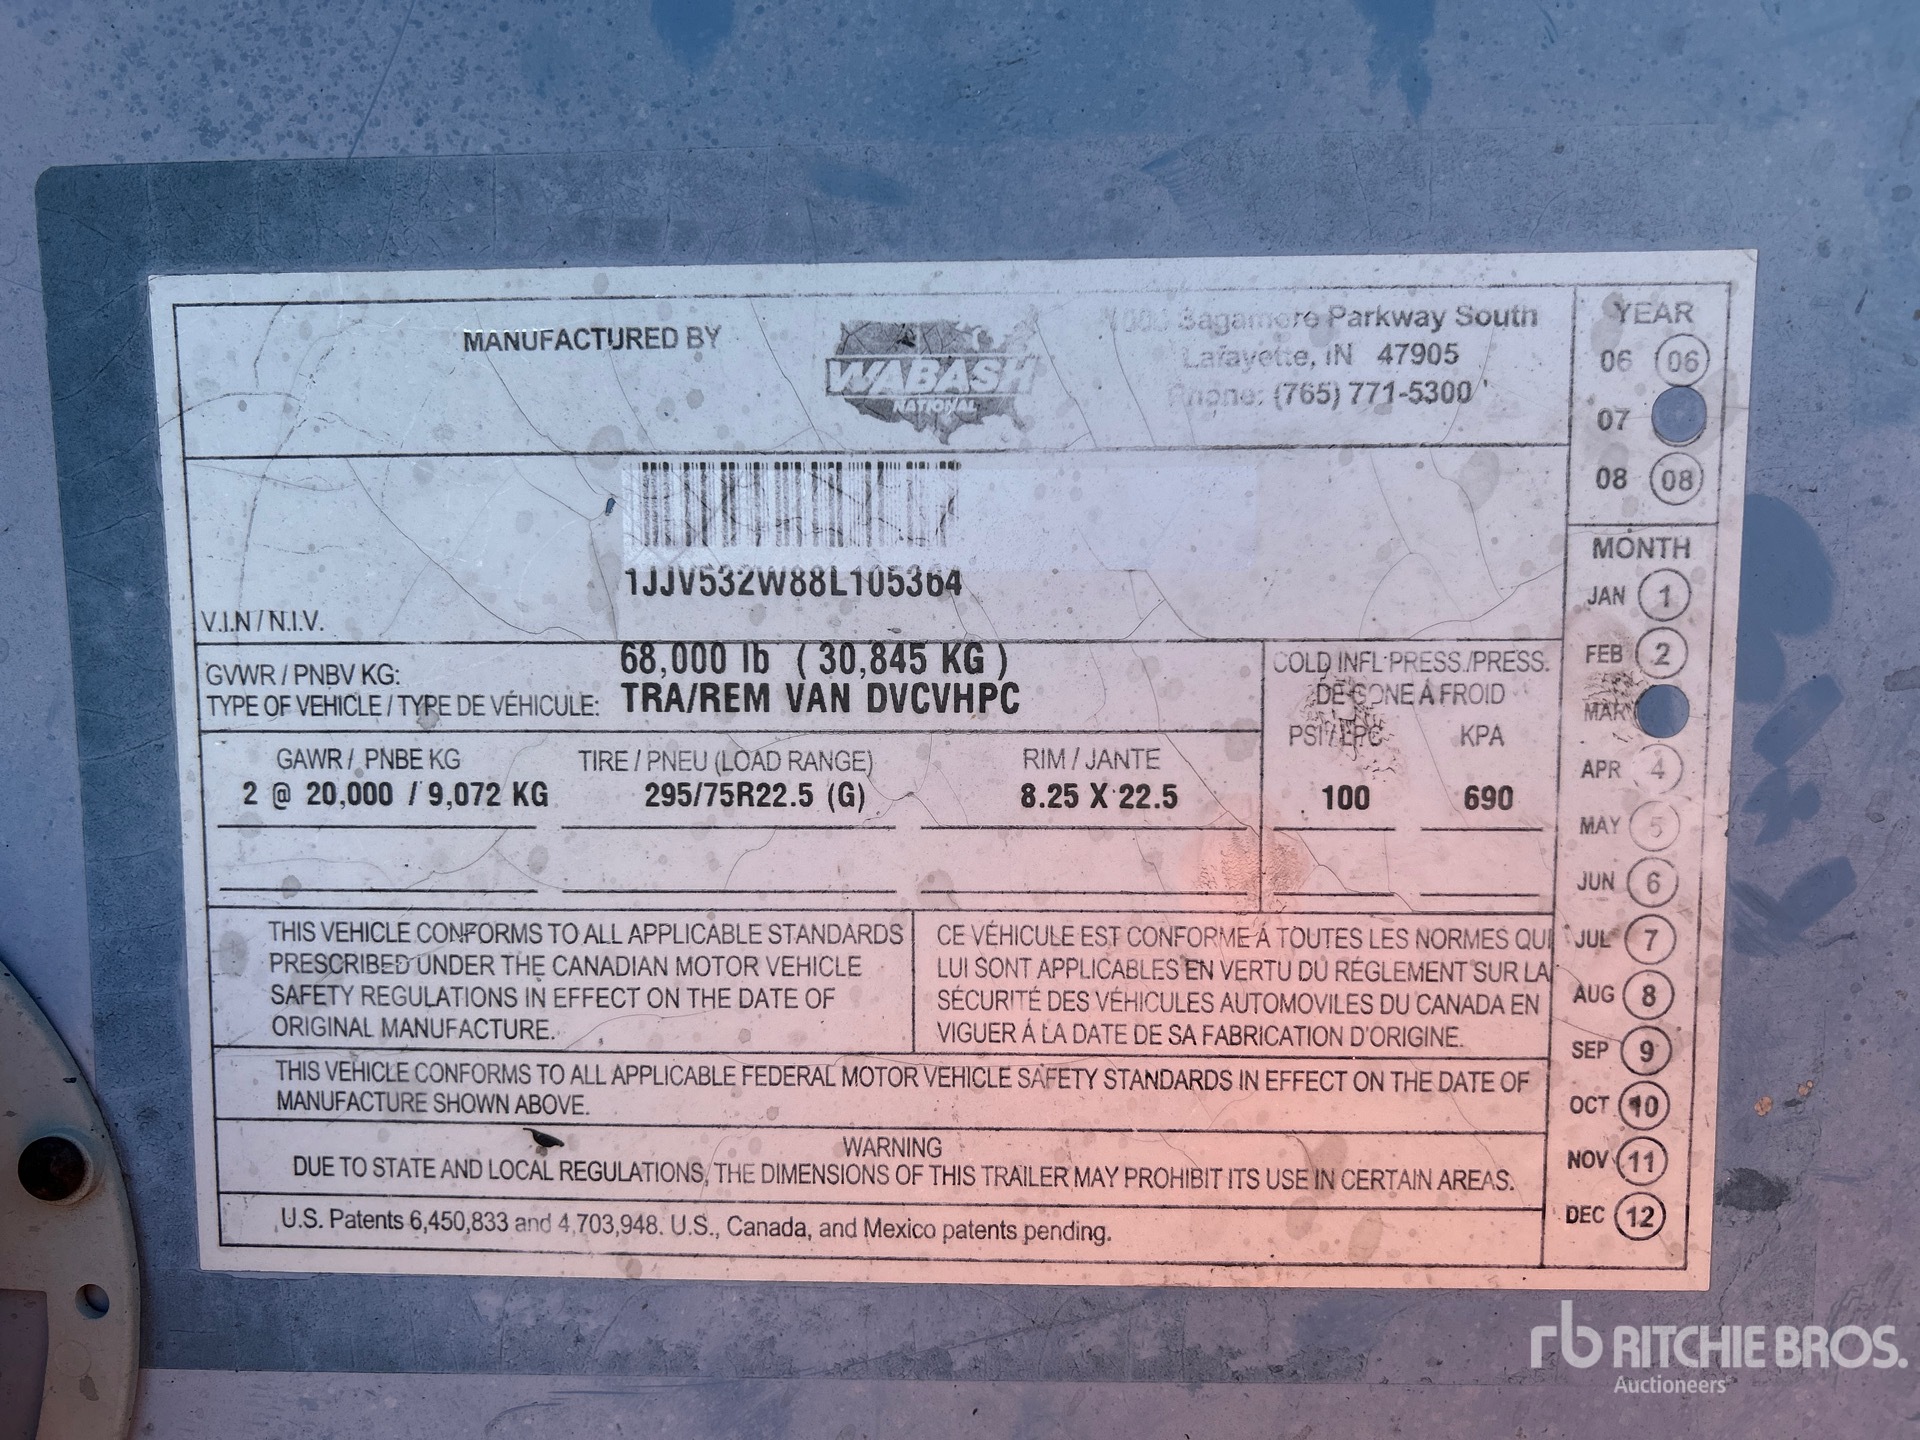 MANUFACTURED BY
WABASH
NATIONAL
Sagamore Parkway South
Lafayette, IN 47905
Phone: (765) 771-5300
1JJV532W88L105364
V.I.N / N.I.V.
GVWR / PNBV KG: 68,000 lb ( 30,845 KG )
TYPE OF VEHICLE / TYPE DE VÉHICULE: TRA/REM VAN DVCVHPC
COLD INFL PRESS./PRESS.
DE GONE À FROID
PSI / LPC KPA
GAWR / PNBE KG TIRE / PNEU (LOAD RANGE) RIM / JANTE
2 @ 20,000 / 9,072 KG 295/75R22.5 (G) 8.25 X 22.5 100 690
THIS VEHICLE CONFORMS TO ALL APPLICABLE STANDARDS
PRESCRIBED UNDER THE CANADIAN MOTOR VEHICLE
SAFETY REGULATIONS IN EFFECT ON THE DATE OF
ORIGINAL MANUFACTURE.
CE VÉHICULE EST CONFORME À TOUTES LES NORMES QUI
LUI SONT APPLICABLES EN VERTU DU RÉGLEMENT SUR LA
SÉCURITÉ DES VÉHICULES AUTOMOVILES DU CANADA EN
VIGUER Á LA DATE DE SA FABRICATION D'ORIGINE.
THIS VEHICLE CONFORMS TO ALL APPLICABLE FEDERAL MOTOR VEHICLE SAFETY STANDARDS IN EFFECT ON THE DATE OF
MANUFACTURE SHOWN ABOVE.
WARNING
DUE TO STATE AND LOCAL REGULATIONS, THE DIMENSIONS OF THIS TRAILER MAY PROHIBIT ITS USE IN CERTAIN AREAS.
U.S. Patents 6,450,833 and 4,703,948. U.S., Canada, and Mexico patents pending.
YEAR
06 06
07
08 08
MONTH
JAN 1
FEB 2
MAR
APR 4
MAY 5
JUN 6
JUL 7
AUG 8
SEP 9
OCT 10
NOV 11
DEC 12
rb RITCHIE BROS.
Auctioneers